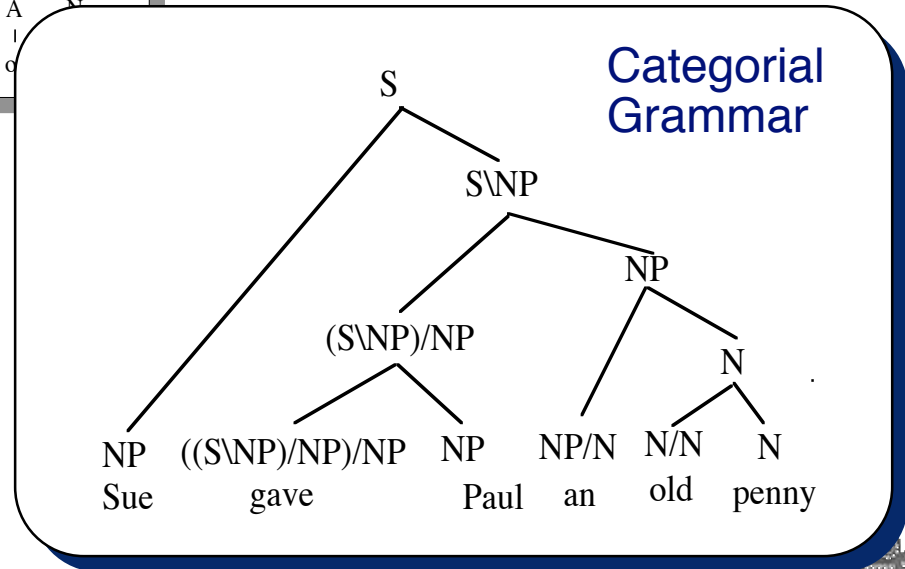 A N
o
Categorial
Grammar
S
S\NP
NP
(S\NP)/NP
N
NP ((S\NP)/NP)/NP NP NP/N N/N N
Sue gave Paul an old penny